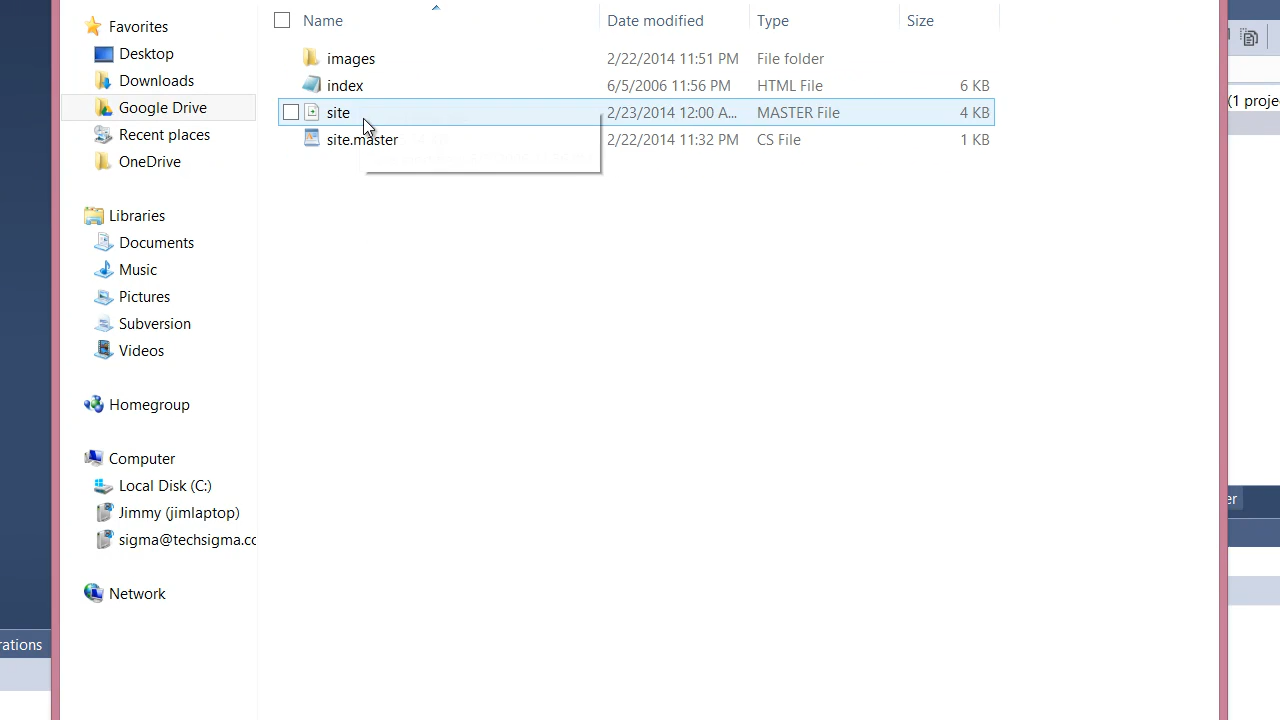 Favorites
Desktop
Downloads
Google Drive
Recent places
OneDrive
Libraries
Documents
Music
Pictures
Subversion
Videos
Homegroup
Computer
Local Disk (C:)
Jimmy (jimlaptop)
sigma@techsigma.cc
Network
Name Date modified Type Size
images 2/22/2014 11:51 PM File folder
index 6/5/2006 11:56 PM HTML File 6 KB
site 2/23/2014 12:00 A... MASTER File 4 KB
site.master 2/22/2014 11:32 PM CS File 1 KB
(1 proje
er
rations